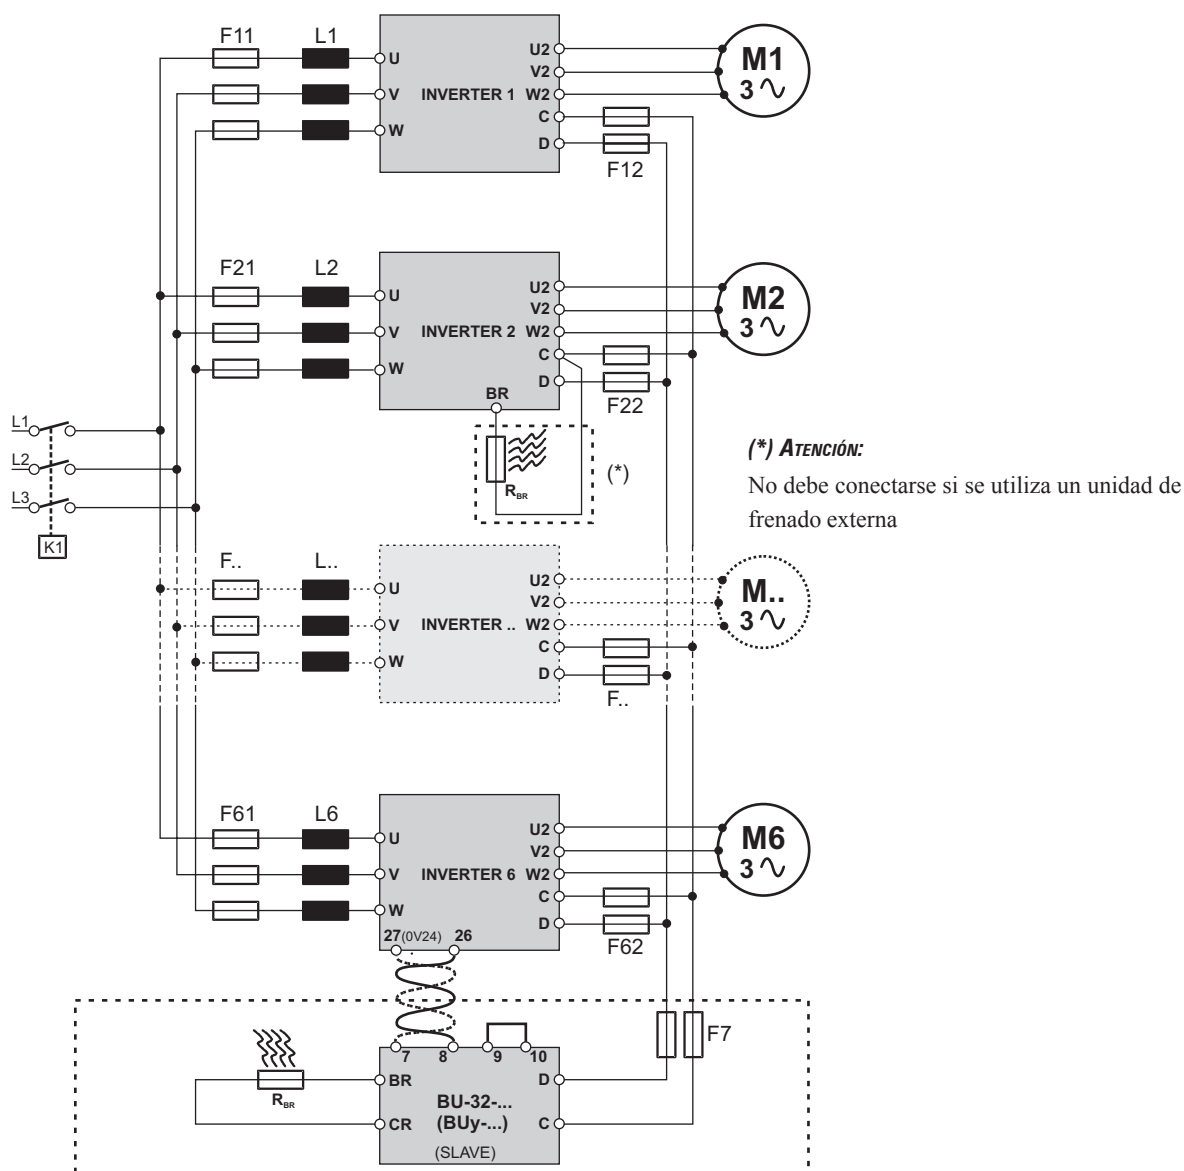 F11 L1
U U2
V INVERTER 1 V2
W W2
C
D
F12
M1
3
F21 L2
U U2
V INVERTER 2 V2
W W2
C
D
BR
F22
M2
3
RBR
(*)
L1
L2
L3
K1
(*) ATENCIÓN:
No debe conectarse si se utiliza un unidad de
frenado externa
F.. L..
U U2
V INVERTER .. V2
W W2
C
D
F..
M..
3
F61 L6
U U2
V INVERTER 6 V2
W W2
C
D
27(0V24) 26
F62
M6
3
F7
7 8 9 10
BR D
BU-32-...
(BUy-...)
CR C
(SLAVE)
RBR